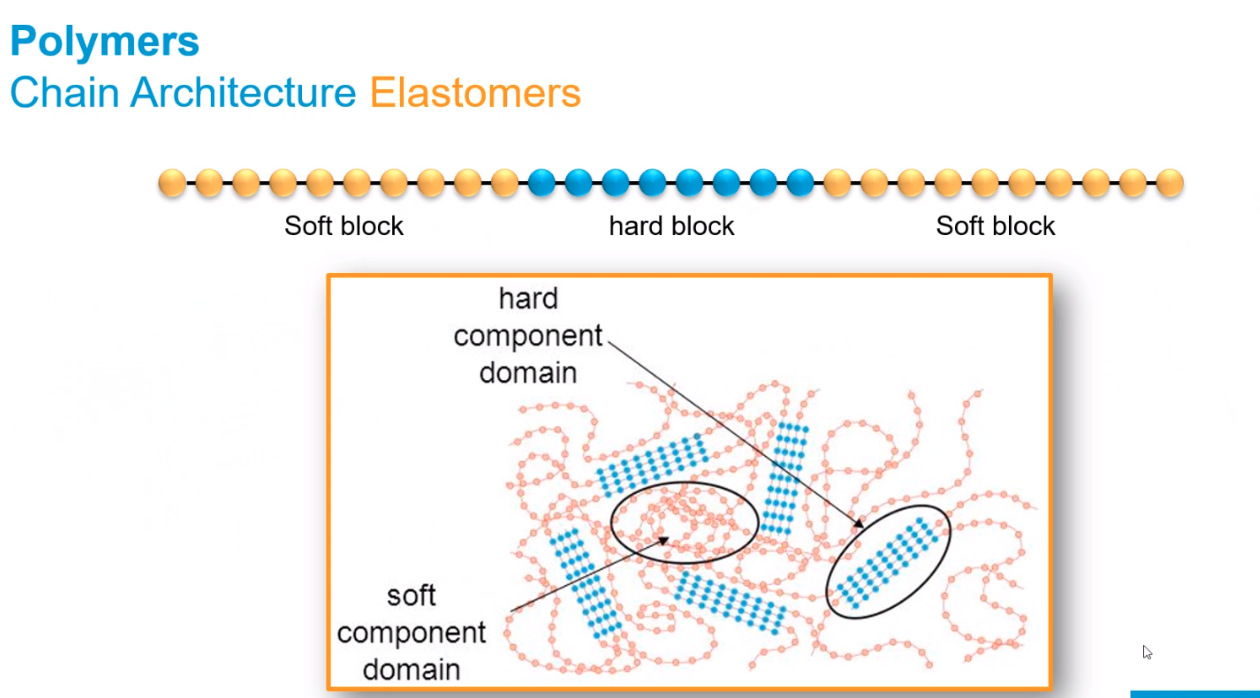 Polymers
Chain Architecture Elastomers
Soft block
hard block
Soft block
hard
component
domain
soft
component
domain